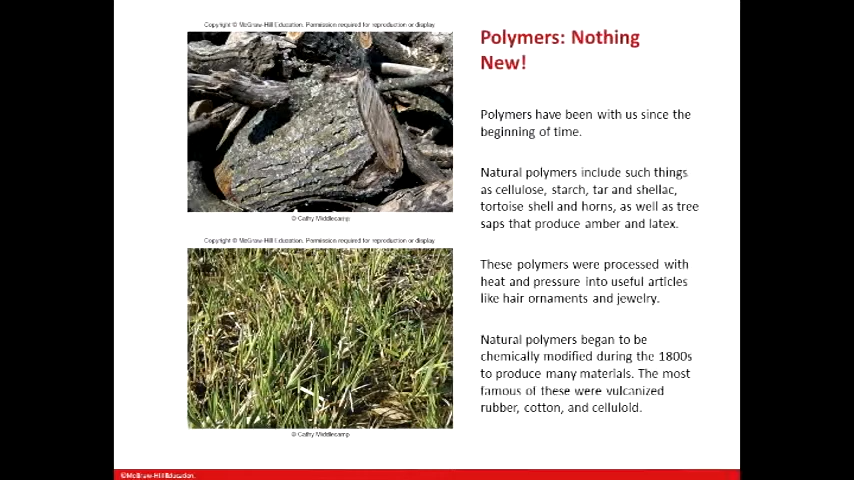 Copyright © McGraw-Hill Education. Permission required for reproduction or display.
© Cathy Middlecamp
Copyright © McGraw-Hill Education. Permission required for reproduction or display.
© Cathy Middlecamp
Polymers: Nothing
New!
Polymers have been with us since the
beginning of time.
Natural polymers include such things
as cellulose, starch, tar and shellac,
tortoise shell and horns, as well as tree
saps that produce amber and latex.
These polymers were processed with
heat and pressure into useful articles
like hair ornaments and jewelry.
Natural polymers began to be
chemically modified during the 1800s
to produce many materials. The most
famous of these were vulcanized
rubber, cotton, and celluloid.
©McGraw-Hill Education.